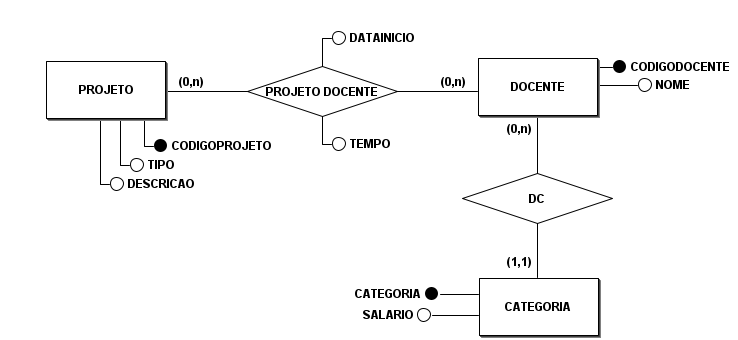 DATAINICIO
PROJETO
(0,n)
PROJETO DOCENTE
(0,n)
DOCENTE
CODIGODOCENTE
NOME
CODIGOPROJETO
TIPO
DESCRICAO
TEMPO
(0,n)
DC
(1,1)
CATEGORIA
SALARIO
CATEGORIA